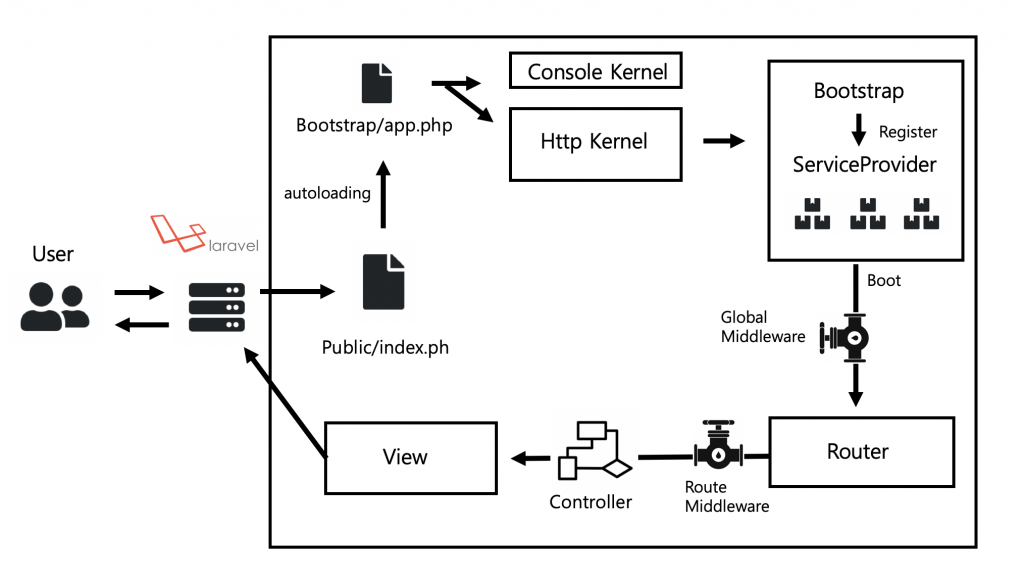 Console Kernel
Bootstrap
Bootstrap/app.php
Http Kernel
Register
ServiceProvider
autoloading
laravel
User
Boot
Global
Middleware
Public/index.ph
View
Router
Controller
Route
Middleware